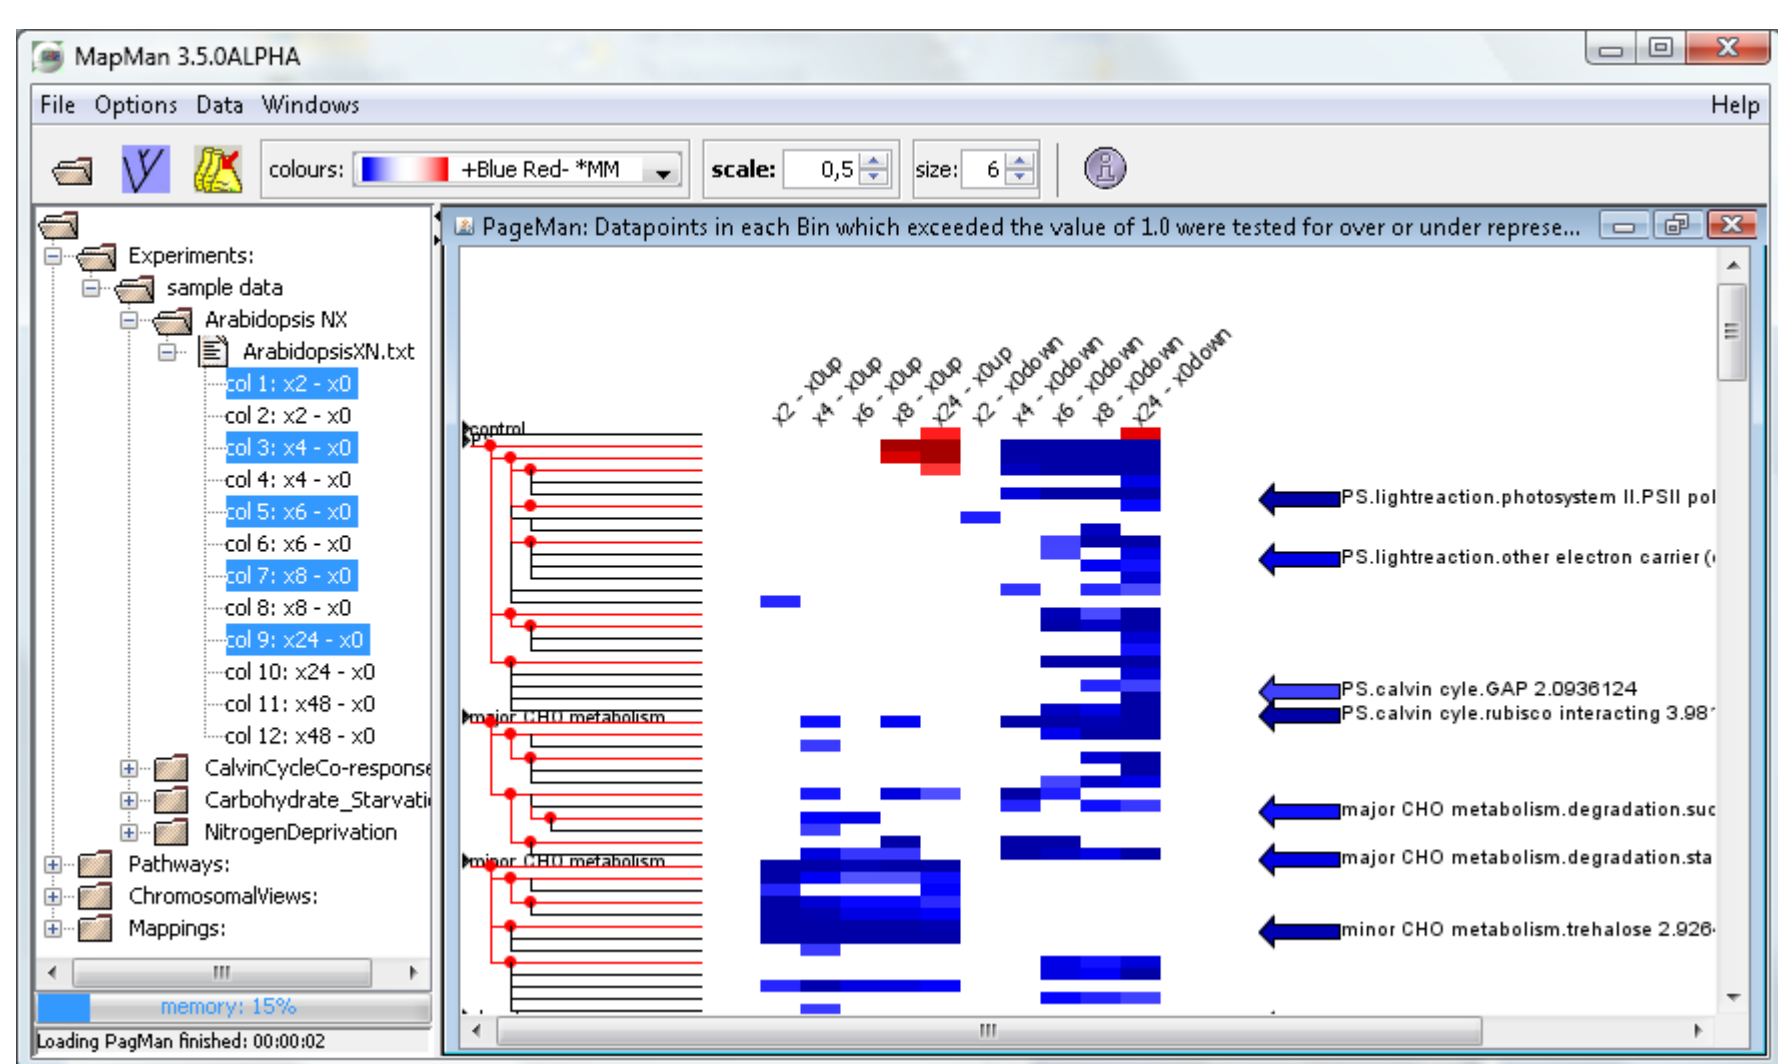 MapMan 3.5.0ALPHA
File Options Data Windows Help
colours: +Blue Red- *MM scale: 0,5 size: 6
PageMan: Datapoints in each Bin which exceeded the value of 1.0 were tested for over or under represe...
Experiments:
sample data
Arabidopsis NX
ArabidopsisXN.txt
col 1: x2 - x0
col 2: x2 - x0
col 3: x4 - x0
col 4: x4 - x0
col 5: x6 - x0
col 6: x6 - x0
col 7: x8 - x0
col 8: x8 - x0
col 9: x24 - x0
col 10: x24 - x0
col 11: x48 - x0
col 12: x48 - x0
CalvinCycleCo-response
Carbohydrate_Starvati
NitrogenDeprivation
Pathways:
ChromosomalViews:
Mappings:
memory: 15%
Loading PagMan finished: 00:00:02
x2 - x0up
x4 - x0up
x6 - x0up
x8 - x0up
x24 - x0up
x2 - x0down
x4 - x0down
x6 - x0down
x8 - x0down
x24 - x0down
control
major CHO metabolism
minor CHO metabolism
PS.lightreaction.photosystem II.PSII pol
PS.lightreaction.other electron carrier (
PS.calvin cyle.GAP 2.0936124
PS.calvin cyle.rubisco interacting 3.98
major CHO metabolism.degradation.suc
major CHO metabolism.degradation.sta
minor CHO metabolism.trehalose 2.926